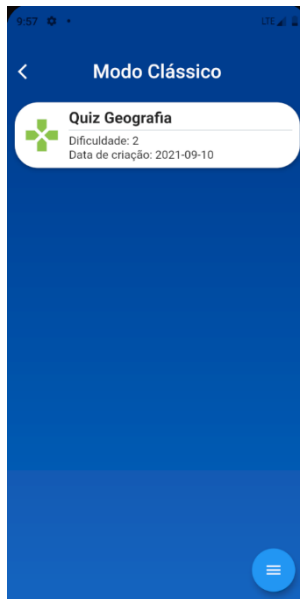 9:57
LTE
Modo Clássico
Quiz Geografia
Dificuldade: 2
Data de criação: 2021-09-10